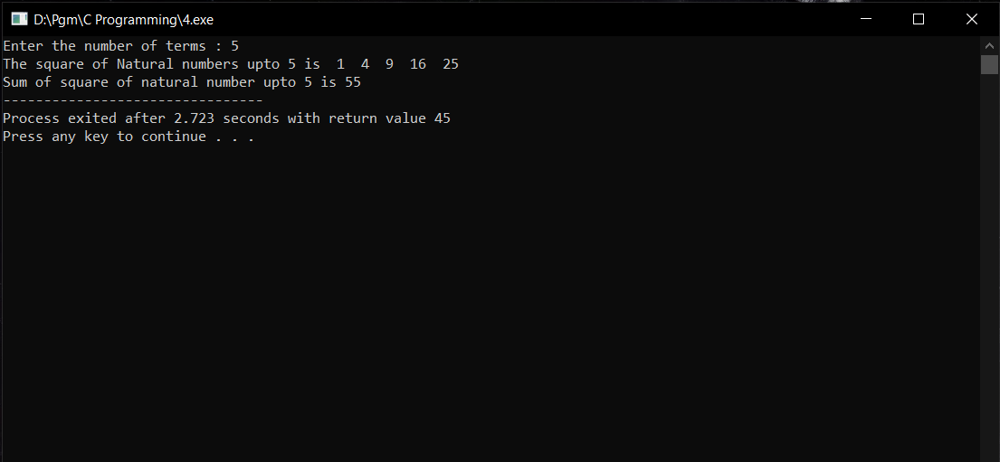 D:\Pgm\C Programming\4.exe
Enter the number of terms : 5
The square of Natural numbers upto 5 is  1  4  9  16  25
Sum of square of natural number upto 5 is 55
--------------------------------
Process exited after 2.723 seconds with return value 45
Press any key to continue . . .